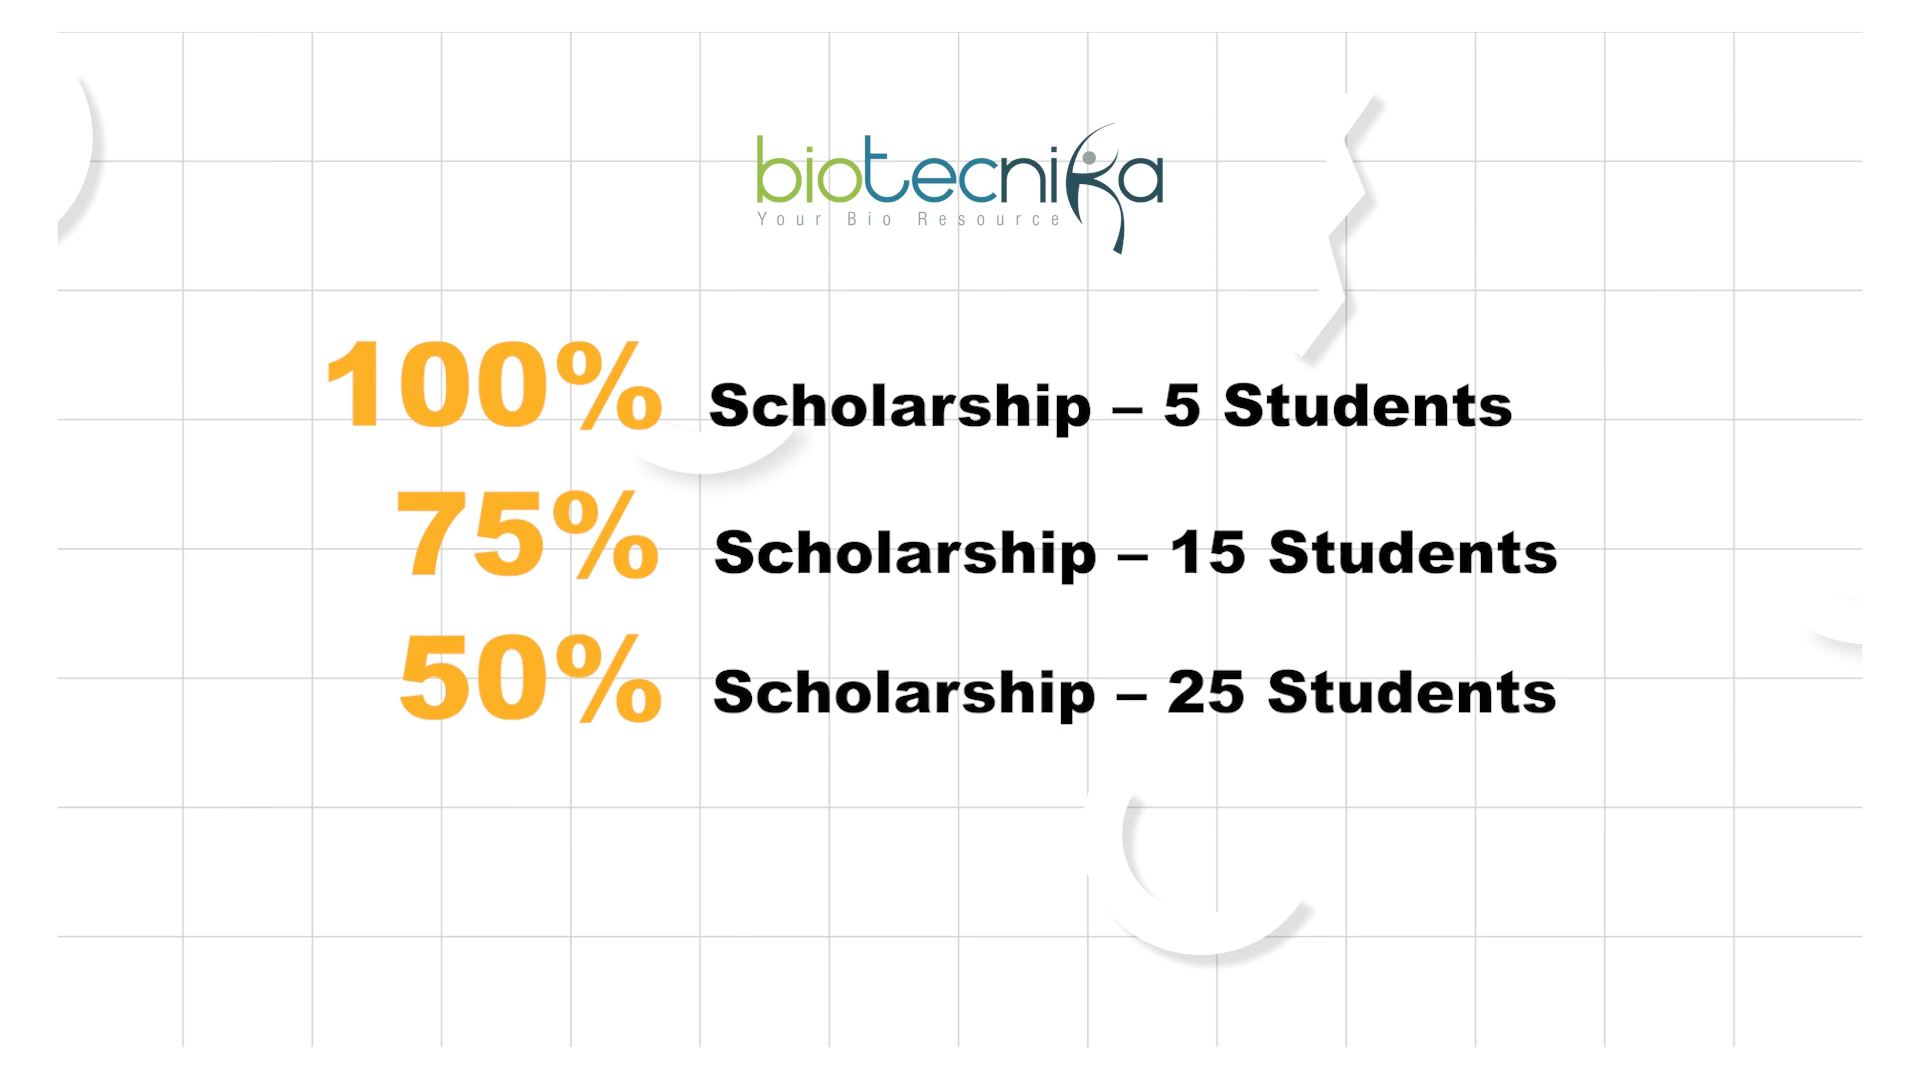 biotecnika
Your Bio Resource
100% Scholarship – 5 Students
75% Scholarship – 15 Students
50% Scholarship – 25 Students